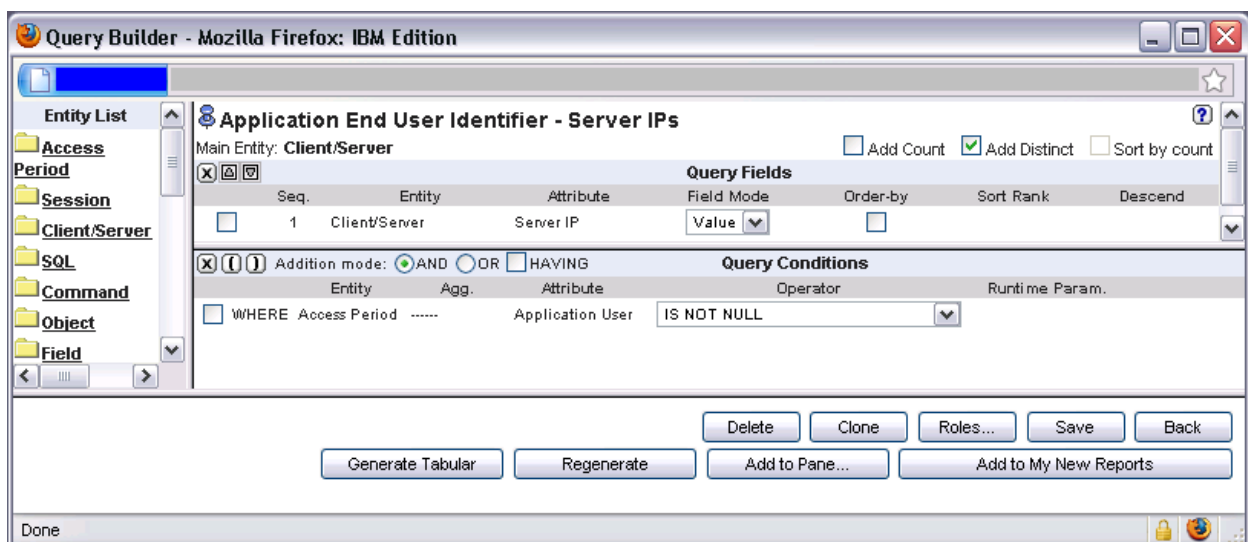 Query Builder - Mozilla Firefox: IBM Edition
Entity List
Access Period
Session
Client/Server
SQL
Command
Object
Field
Application End User Identifier - Server IPs
?
Main Entity: Client/Server
Add Count Add Distinct Sort by count
Query Fields
Seq. Entity Attribute Field Mode Order-by Sort Rank Descend
1 Client/Server Server IP Value
( ) Addition mode: AND OR HAVING Query Conditions
Entity Agg. Attribute Operator Runtime Param.
WHERE Access Period ------ Application User IS NOT NULL
Delete Clone Roles... Save Back
Generate Tabular Regenerate Add to Pane... Add to My New Reports
Done